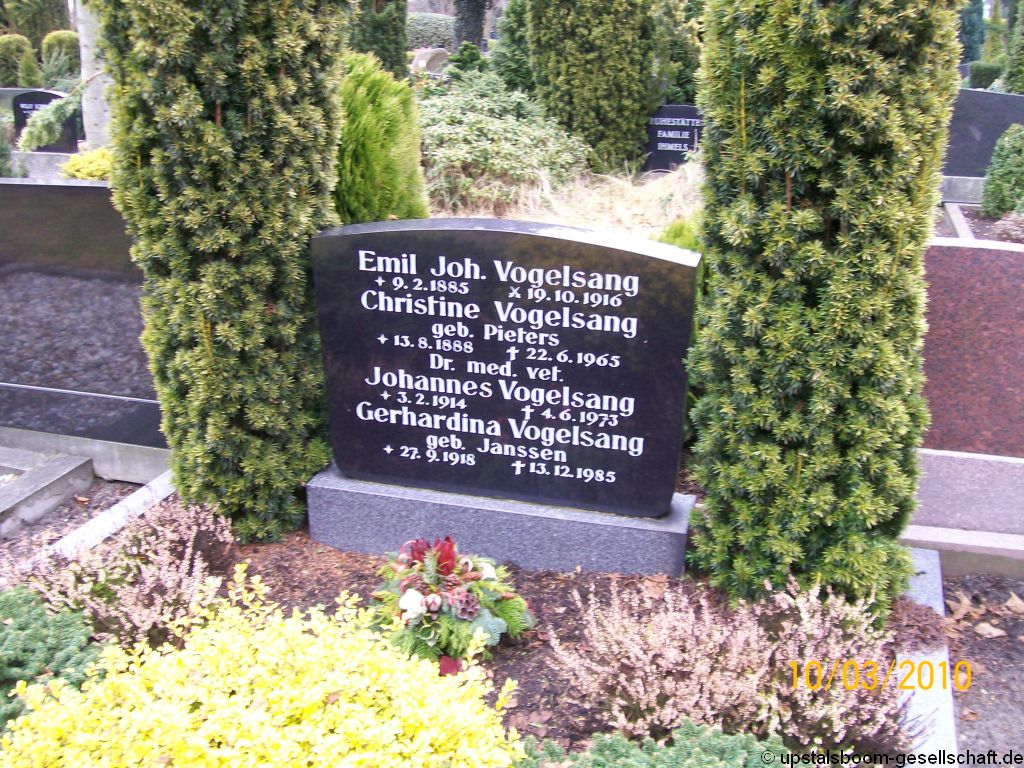 RUHESTÄTTE
FAMILIE
IHMELS
Emil Joh. Vogelsang
9.2.1885 19.10.1916
Christine Vogelsang
geb. Pieters
13.8.1888 † 22.6.1965
Dr. med. vet.
Johannes Vogelsang
3.2.1914 † 4.6.1973
Gerhardina Vogelsang
geb. Janssen
27.9.1918 † 13.12.1985
10/03/2010
© upstalsboom-gesellschaft.de